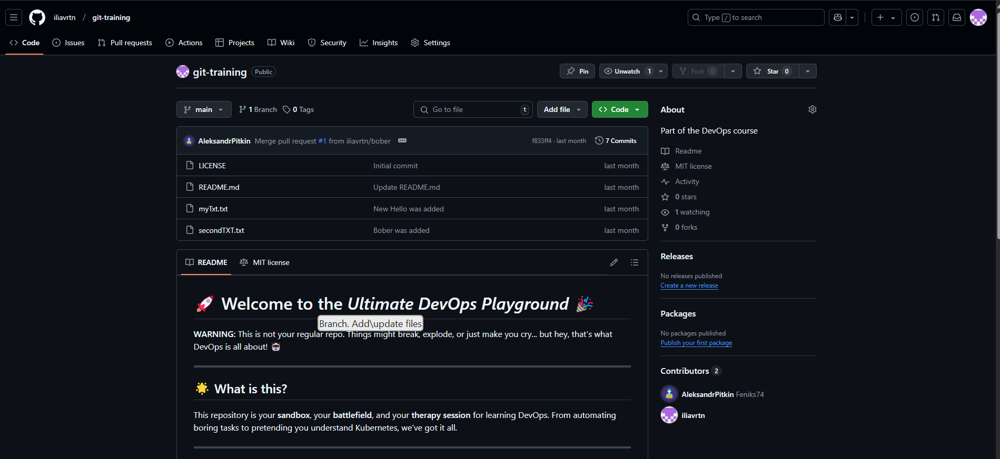 iliavrtn / git-training
Type / to search
Code Issues Pull requests Actions Projects Wiki Security Insights Settings
git-training Public
Pin Unwatch 1 Fork 0 Star 0
main 1 Branch 0 Tags
Go to file t Add file Code
AleksandrPitkin Merge pull request #1 from iliavrtn/bober
f833ff4 · last month 7 Commits
LICENSE Initial commit last month
README.md Update README.md last month
myTxt.txt New Hello was added last month
secondTXT.txt Bober was added last month
README MIT license
🚀 Welcome to the Ultimate DevOps Playground 🎉
Branch. Add\update files
WARNING: This is not your regular repo. Things might break, explode, or just make you cry... but hey, that's what
DevOps is all about! 🤖
🌟 What is this?
This repository is your sandbox, your battlefield, and your therapy session for learning DevOps. From automating
boring tasks to pretending you understand Kubernetes, we've got it all.
About
Part of the DevOps course
Readme
MIT license
Activity
0 stars
1 watching
0 forks
Releases
No releases published
Create a new release
Packages
No packages published
Publish your first package
Contributors 2
AleksandrPitkin Feniks74
iliavrtn